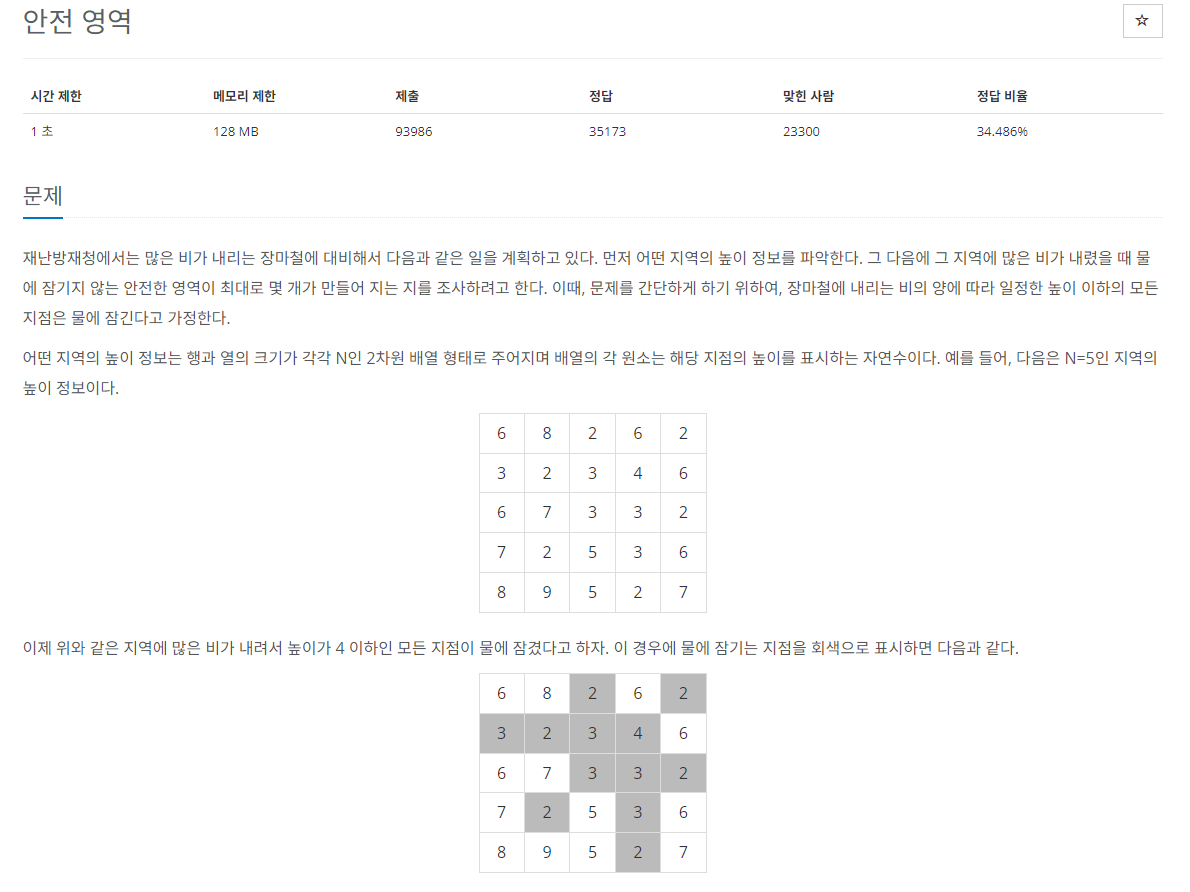 안전 영역
☆
시간 제한 메모리 제한 제출 정답 맞힌 사람 정답 비율
1 초 128 MB 93986 35173 23300 34.486%
문제
재난방재청에서는 많은 비가 내리는 장마철에 대비해서 다음과 같은 일을 계획하고 있다. 먼저 어떤 지역의 높이 정보를 파악한다. 그 다음에 그 지역에 많은 비가 내렸을 때 물
에 잠기지 않는 안전한 영역이 최대로 몇 개가 만들어 지는 지를 조사하려고 한다. 이때, 문제를 간단하게 하기 위하여, 장마철에 내리는 비의 양에 따라 일정한 높이 이하의 모든
지점은 물에 잠긴다고 가정한다.
어떤 지역의 높이 정보는 행과 열의 크기가 각각 N인 2차원 배열 형태로 주어지며 배열의 각 원소는 해당 지점의 높이를 표시하는 자연수이다. 예를 들어, 다음은 N=5인 지역의
높이 정보이다.
6 8 2 6 2
3 2 3 4 6
6 7 3 3 2
7 2 5 3 6
8 9 5 2 7
이제 위와 같은 지역에 많은 비가 내려서 높이가 4 이하인 모든 지점이 물에 잠겼다고 하자. 이 경우에 물에 잠기는 지점을 회색으로 표시하면 다음과 같다.
6 8 2 6 2
3 2 3 4 6
6 7 3 3 2
7 2 5 3 6
8 9 5 2 7